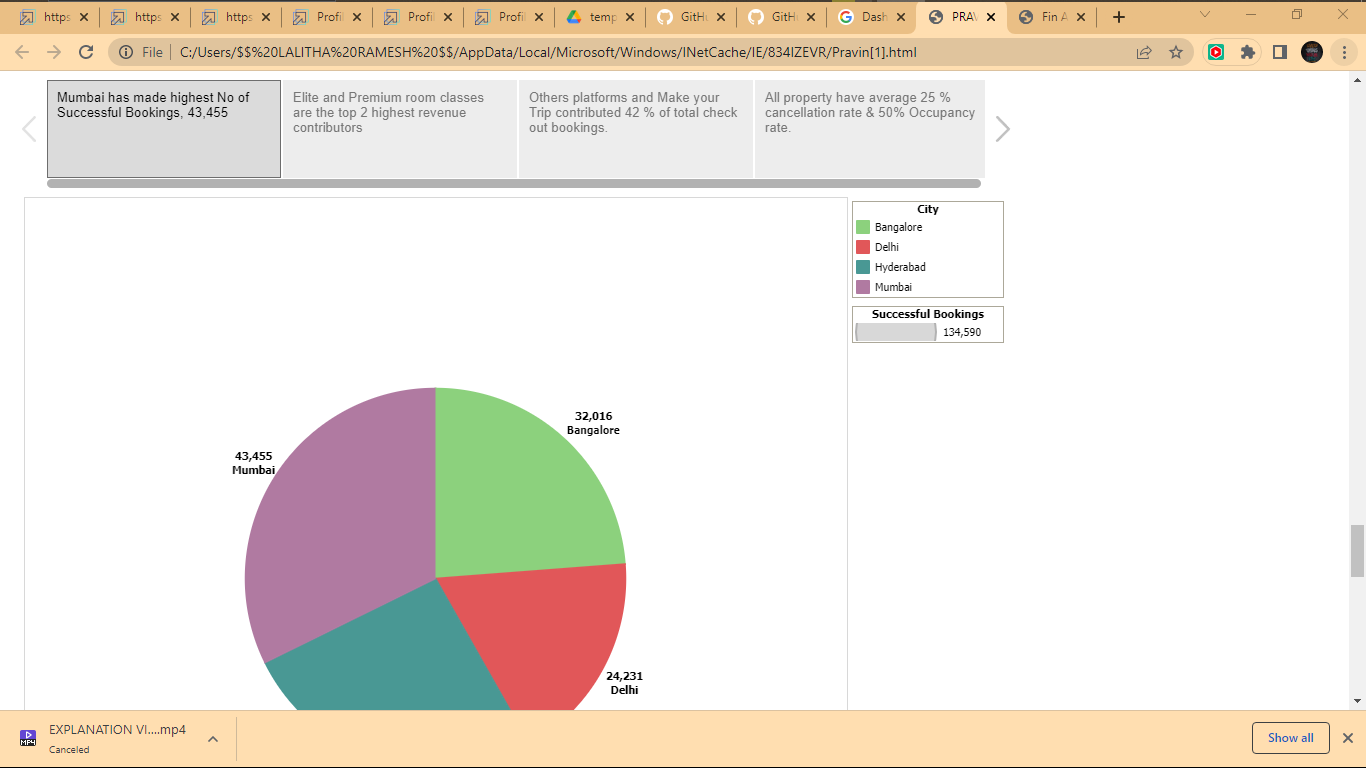 https
https
https
Profil
Profil
Profil
temp
GitHu
GitHu
Dash
PRAV
Fin A
File
C:/Users/$$%20LALITHA%20RAMESH%20$$/AppData/Local/Microsoft/Windows/INetCache/IE/834IZEVR/Pravin[1].html
Mumbai has made highest No of
Successful Bookings, 43,455
Elite and Premium room classes
are the top 2 highest revenue
contributors
Others platforms and Make your
Trip contributed 42 % of total check
out bookings.
All property have average 25 %
cancellation rate & 50% Occupancy
rate.
City
Bangalore
Delhi
Hyderabad
Mumbai
Successful Bookings
134,590
32,016
Bangalore
43,455
Mumbai
24,231
Delhi
EXPLANATION VI....mp4
MP4
Canceled
Show all